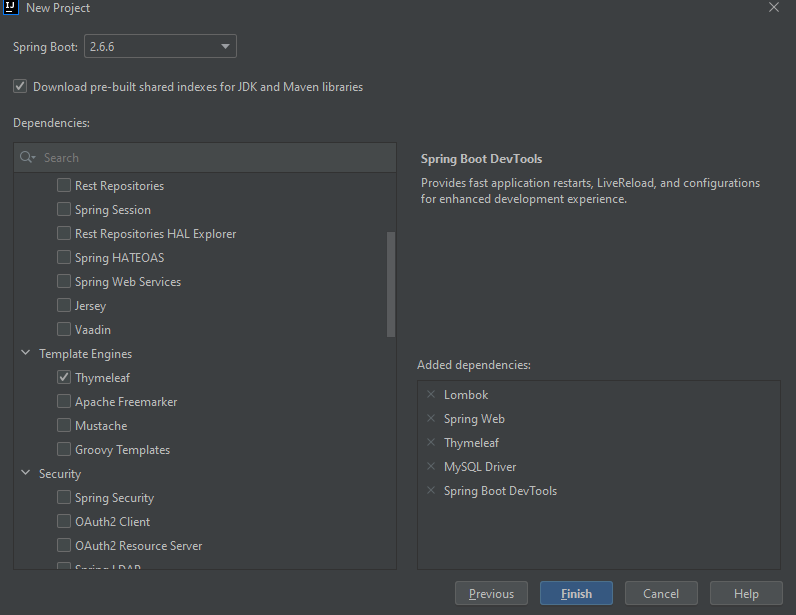 IJ
New Project
Spring Boot: 2.6.6
Download pre-built shared indexes for JDK and Maven libraries
Dependencies:
Search
Rest Repositories
Spring Session
Rest Repositories HAL Explorer
Spring HATEOAS
Spring Web Services
Jersey
Vaadin
Template Engines
Thymeleaf
Apache Freemarker
Mustache
Groovy Templates
Security
Spring Security
OAuth2 Client
OAuth2 Resource Server
Spring LDAP
Spring Boot DevTools
Provides fast application restarts, LiveReload, and configurations
for enhanced development experience.
Added dependencies:
Lombok
Spring Web
Thymeleaf
MySQL Driver
Spring Boot DevTools
Previous
Finish
Cancel
Help